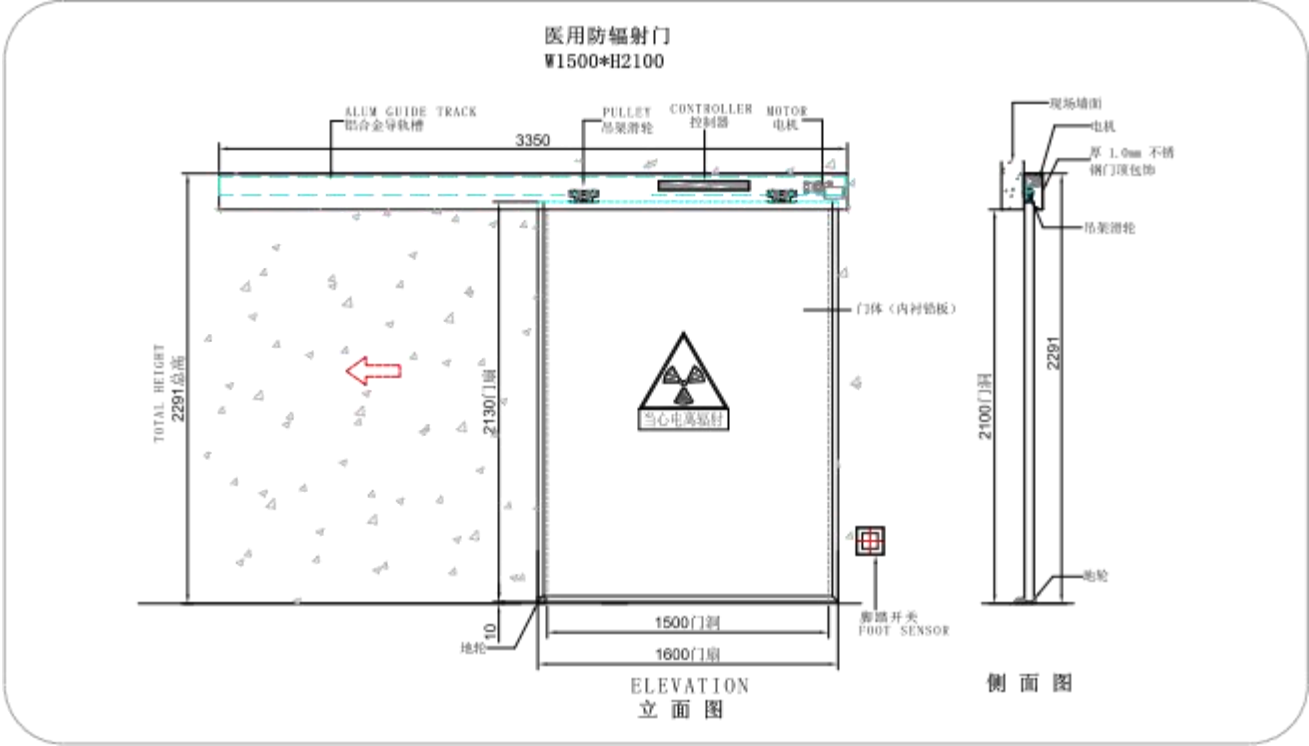 医用防辐射门
W1500*H2100
ALUM GUIDE TRACK
铝合金导轨槽
PULLEY
吊架滑轮
CONTROLLER
控制器
MOTOR
电机
3350
TOTAL HEIGHT
2291总高
2130门扇
当心电离辐射
门体（内衬铅板）
10
地轮
1500门洞
1600门扇
脚踏开关
FOOT SENSOR
ELEVATION
立面图
现场墙面
电机
厚 1.0mm 不锈
钢门顶包饰
吊架滑轮
2100门洞
2291
地轮
侧面图